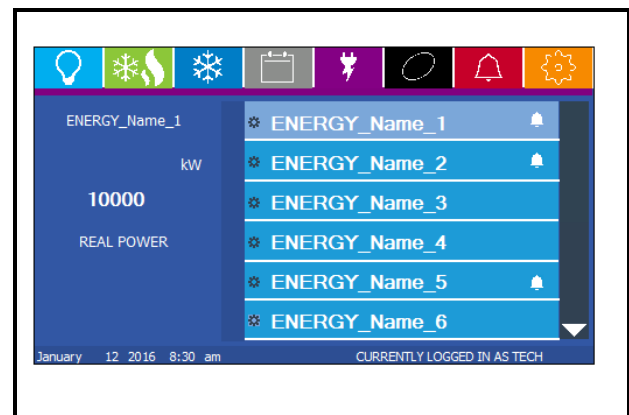 ENERGY_Name_1
kW
10000
REAL POWER
ENERGY_Name_1
ENERGY_Name_2
ENERGY_Name_3
ENERGY_Name_4
ENERGY_Name_5
ENERGY_Name_6
January 12 2016 8:30 am CURRENTLY LOGGED IN AS TECH